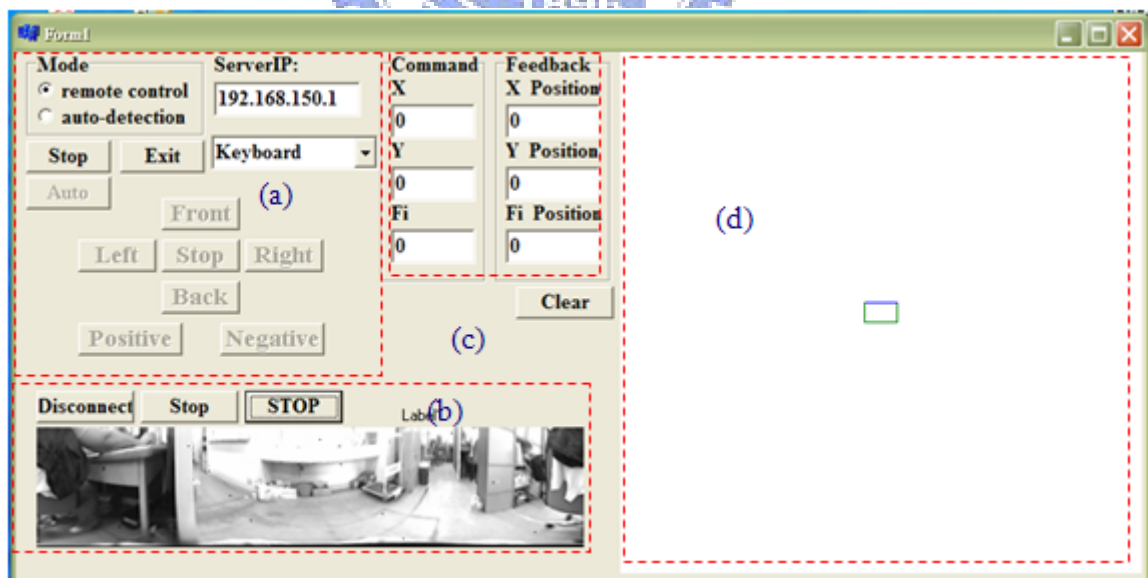 Form1
Mode
remote control
auto-detection
Stop
Exit
Auto
ServerIP:
192.168.150.1
Keyboard
(a)
Front
Left
Stop
Right
Back
Positive
Negative
Command
X
0
Y
0
Fi
0
Feedback
X Position
0
Y Position
0
Fi Position
0
Clear
(c)
(d)
Disconnect
Stop
STOP
(b)